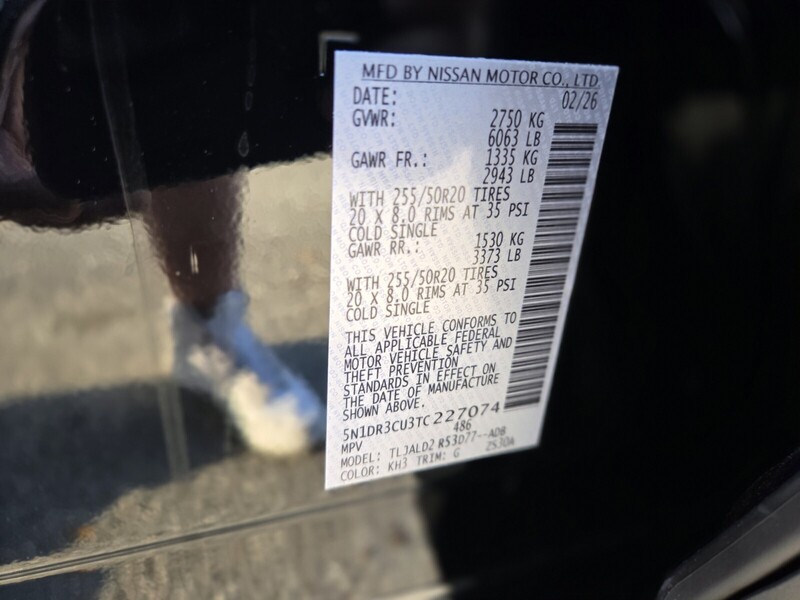 MFD BY NISSAN MOTOR CO., LTD
DATE: 02/26
GVWR: 2750 KG
6063 LB
GAWR FR.: 1335 KG
2943 LB
WITH 255/50R20 TIRES
20 X 8.0 RIMS AT 35 PSI
COLD SINGLE
GAWR RR.: 1530 KG
3373 LB
WITH 255/50R20 TIRES
20 X 8.0 RIMS AT 35 PSI
COLD SINGLE
THIS VEHICLE CONFORMS TO
ALL APPLICABLE FEDERAL
MOTOR VEHICLE SAFETY AND
THEFT PREVENTION
STANDARDS IN EFFECT ON
THE DATE OF MANUFACTURE
SHOWN ABOVE.
5N1DR3CU3TC227074
MPV 486
MODEL: TLJALD2 R53D77--ADB
COLOR: KH3 TRIM: G 2S30A